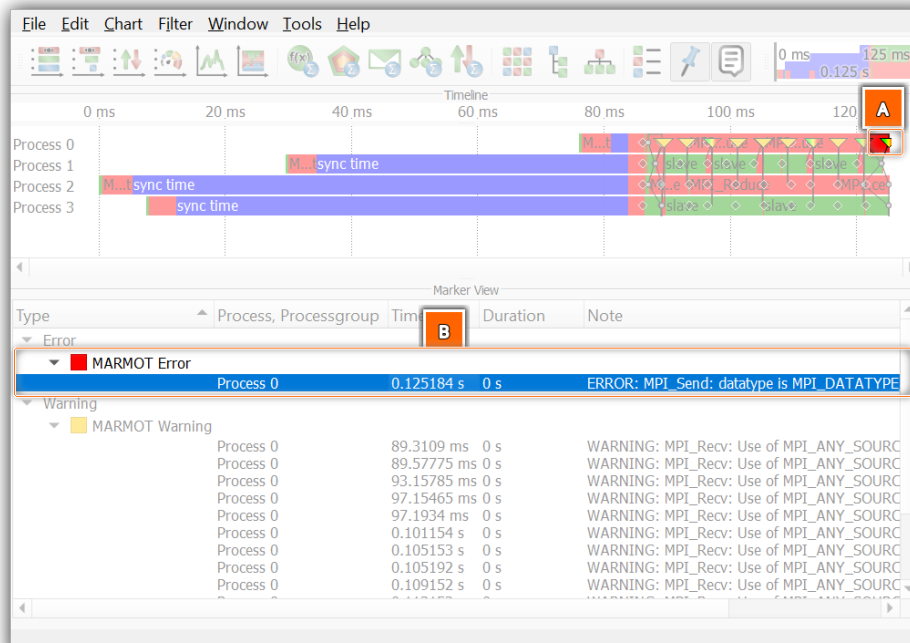 File Edit Chart Filter Window Tools Help
0 ms 125 ms
0.125 s
Timeline
0 ms 20 ms 40 ms 60 ms 80 ms 100 ms 120
A
Process 0 M...t
Process 1 M...t sync time slave slave slave
Process 2 M...t sync time MPI_Reduce
Process 3 sync time slave slave
Marker View
Type Process, Processgroup Time Duration Note
B
Error
MARMOT Error
Process 0 0.125184 s 0 s ERROR: MPI_Send: datatype is MPI_DATATYPE
Warning
MARMOT Warning
Process 0 89.3109 ms 0 s WARNING: MPI_Recv: Use of MPI_ANY_SOURC
Process 0 89.57775 ms 0 s WARNING: MPI_Recv: Use of MPI_ANY_SOURC
Process 0 93.15785 ms 0 s WARNING: MPI_Recv: Use of MPI_ANY_SOURC
Process 0 97.15465 ms 0 s WARNING: MPI_Recv: Use of MPI_ANY_SOURC
Process 0 97.1934 ms 0 s WARNING: MPI_Recv: Use of MPI_ANY_SOURC
Process 0 0.101154 s 0 s WARNING: MPI_Recv: Use of MPI_ANY_SOURC
Process 0 0.105153 s 0 s WARNING: MPI_Recv: Use of MPI_ANY_SOURC
Process 0 0.105192 s 0 s WARNING: MPI_Recv: Use of MPI_ANY_SOURC
Process 0 0.109152 s 0 s WARNING: MPI_Recv: Use of MPI_ANY_SOURC